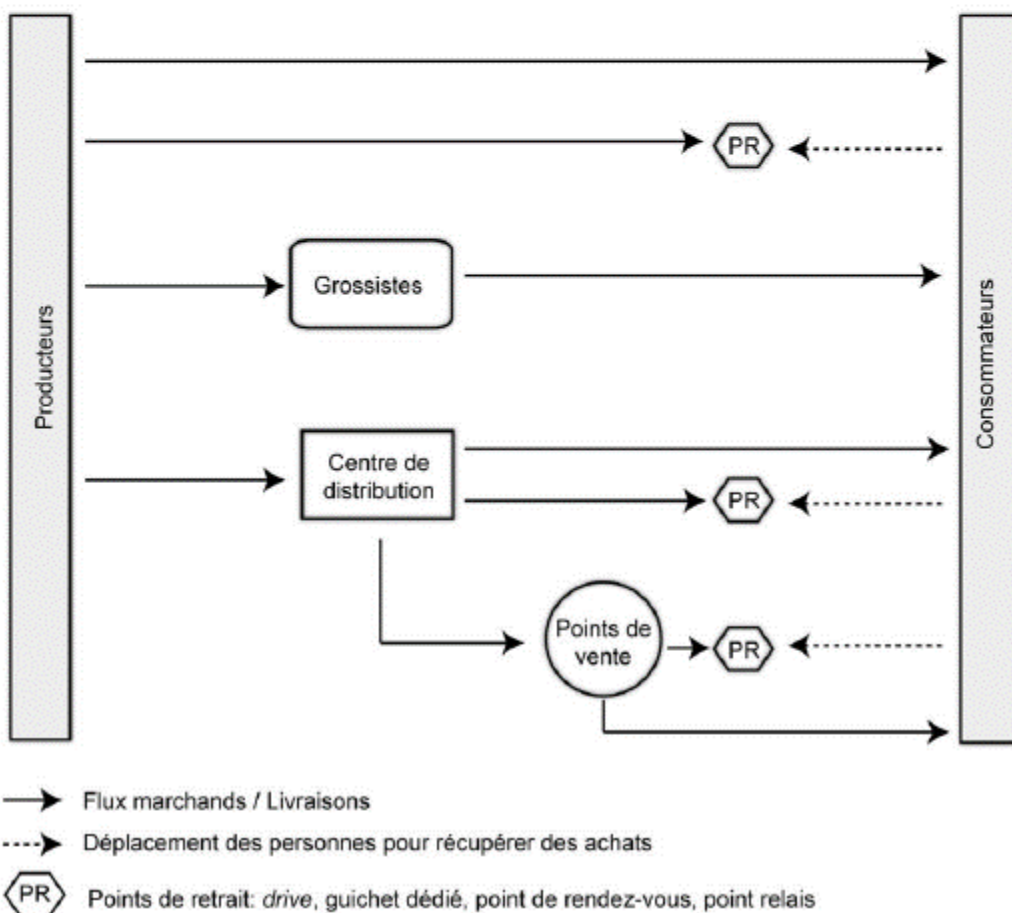 Producteurs
Consommateurs
PR
Grossistes
Centre de
distribution
PR
Points de
vente
PR
Flux marchands / Livraisons
Déplacement des personnes pour récupérer des achats
PR
Points de retrait: drive, guichet dédié, point de rendez-vous, point relais